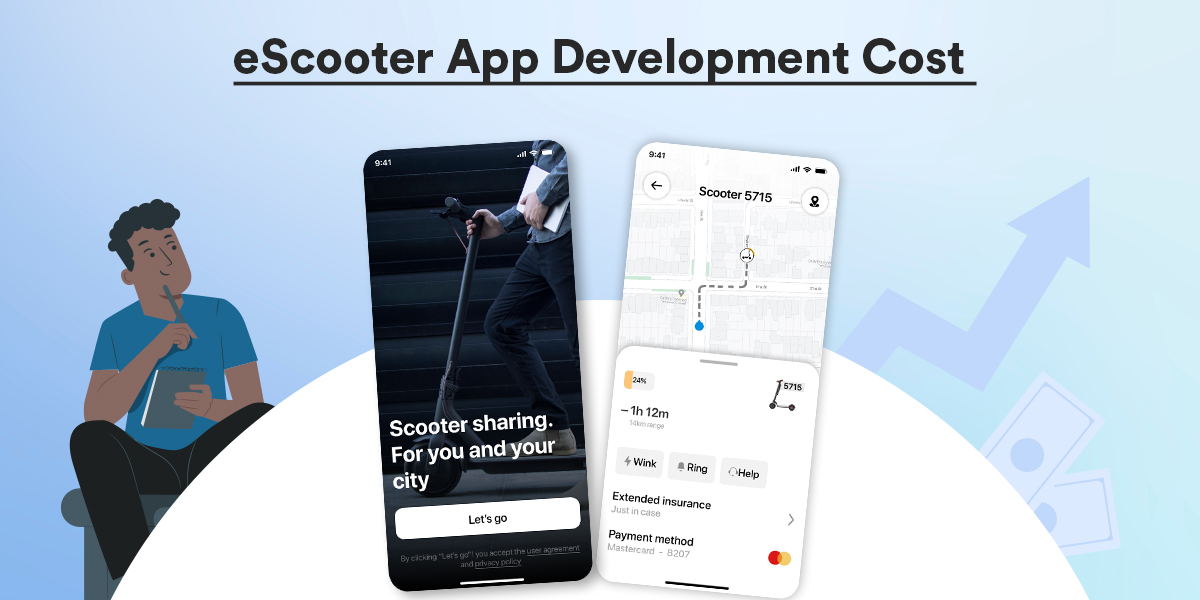 eScooter App Development Cost
9:41
Scooter sharing.
For you and your
city
Let's go
By clicking "Let's go"! you accept the user agreement
and privacy policy
9:41
Scooter 5715
24%
5715
– 1h 12m
14km range
Wink
Ring
Help
Extended insurance
Just in case
Payment method
Mastercard - 8207